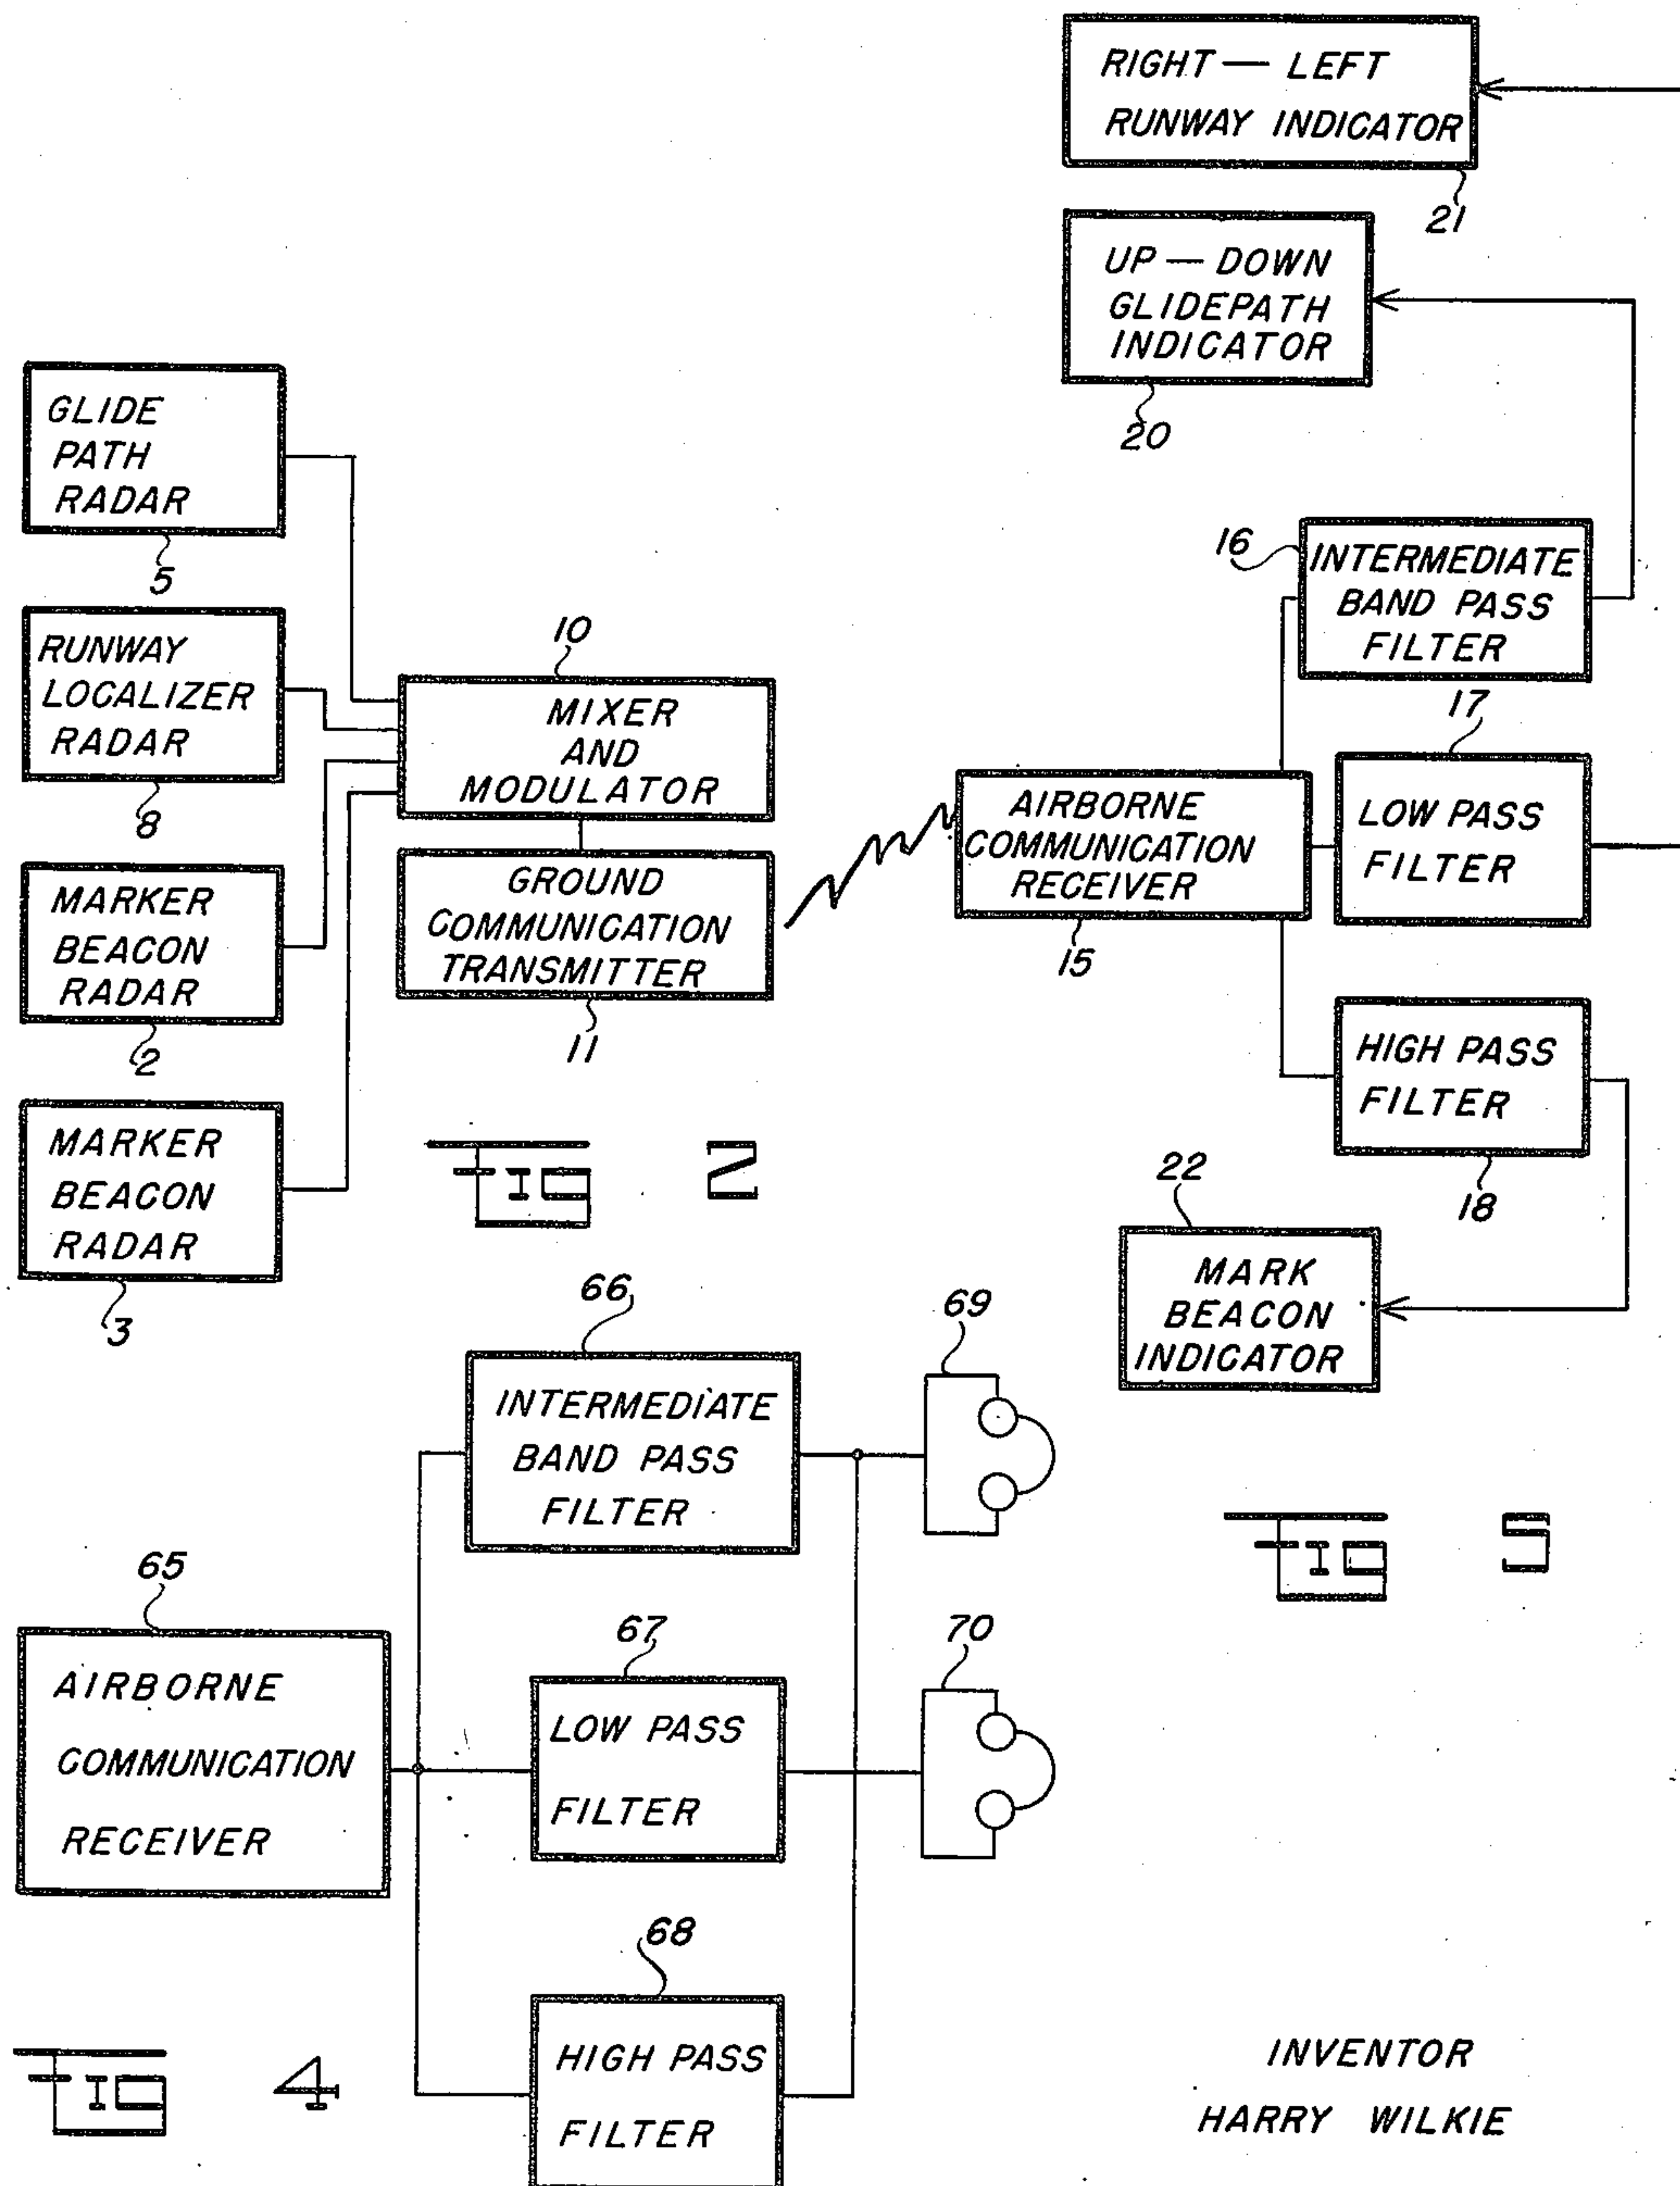 RIGHT — LEFT
RUNWAY INDICATOR
21
UP — DOWN
GLIDEPATH
INDICATOR
20
GLIDE
PATH
RADAR
5
RUNWAY
LOCALIZER
RADAR
8
MARKER
BEACON
RADAR
2
MARKER
BEACON
RADAR
3
10
MIXER
AND
MODULATOR
GROUND
COMMUNICATION
TRANSMITTER
11
FIG 2
AIRBORNE
COMMUNICATION
RECEIVER
15
16
INTERMEDIATE
BAND PASS
FILTER
17
LOW PASS
FILTER
HIGH PASS
FILTER
18
22
MARK
BEACON
INDICATOR
FIG 5
65
AIRBORNE
COMMUNICATION
RECEIVER
66
INTERMEDIATE
BAND PASS
FILTER
67
LOW PASS
FILTER
68
HIGH PASS
FILTER
69
70
FIG 4
INVENTOR
HARRY WILKIE